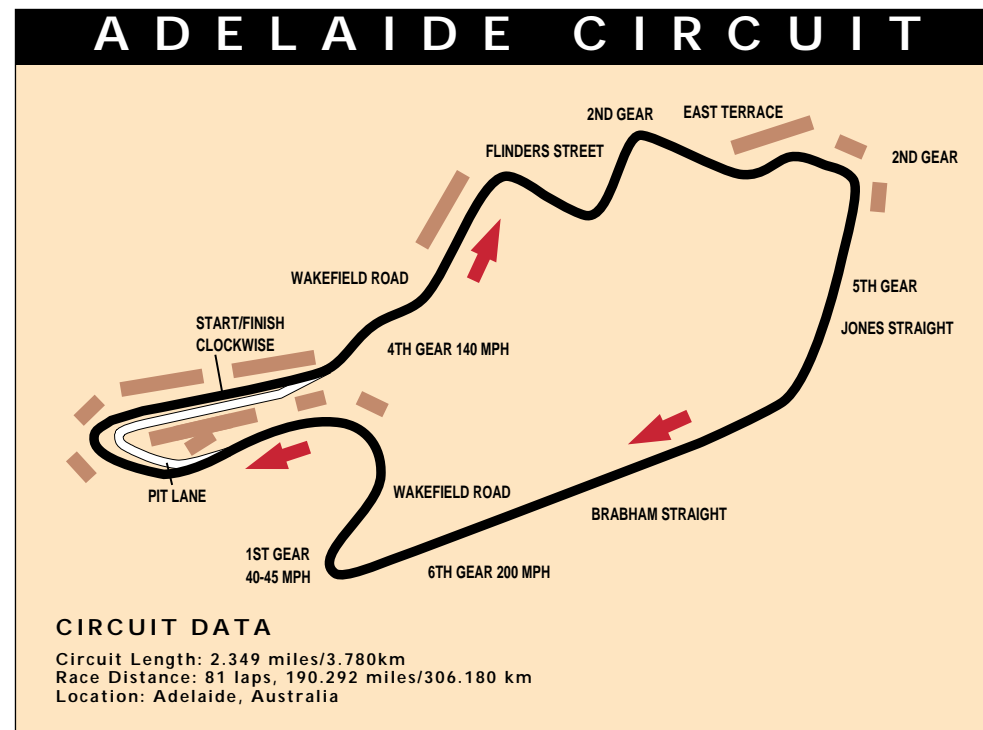 ADELAIDE CIRCUIT
2ND GEAR
EAST TERRACE
FLINDERS STREET
2ND GEAR
WAKEFIELD ROAD
5TH GEAR
START/FINISH
CLOCKWISE
JONES STRAIGHT
4TH GEAR 140 MPH
PIT LANE
WAKEFIELD ROAD
BRABHAM STRAIGHT
1ST GEAR
40-45 MPH
6TH GEAR 200 MPH
CIRCUIT DATA
Circuit Length: 2.349 miles/3.780km
Race Distance: 81 laps, 190.292 miles/306.180 km
Location: Adelaide, Australia